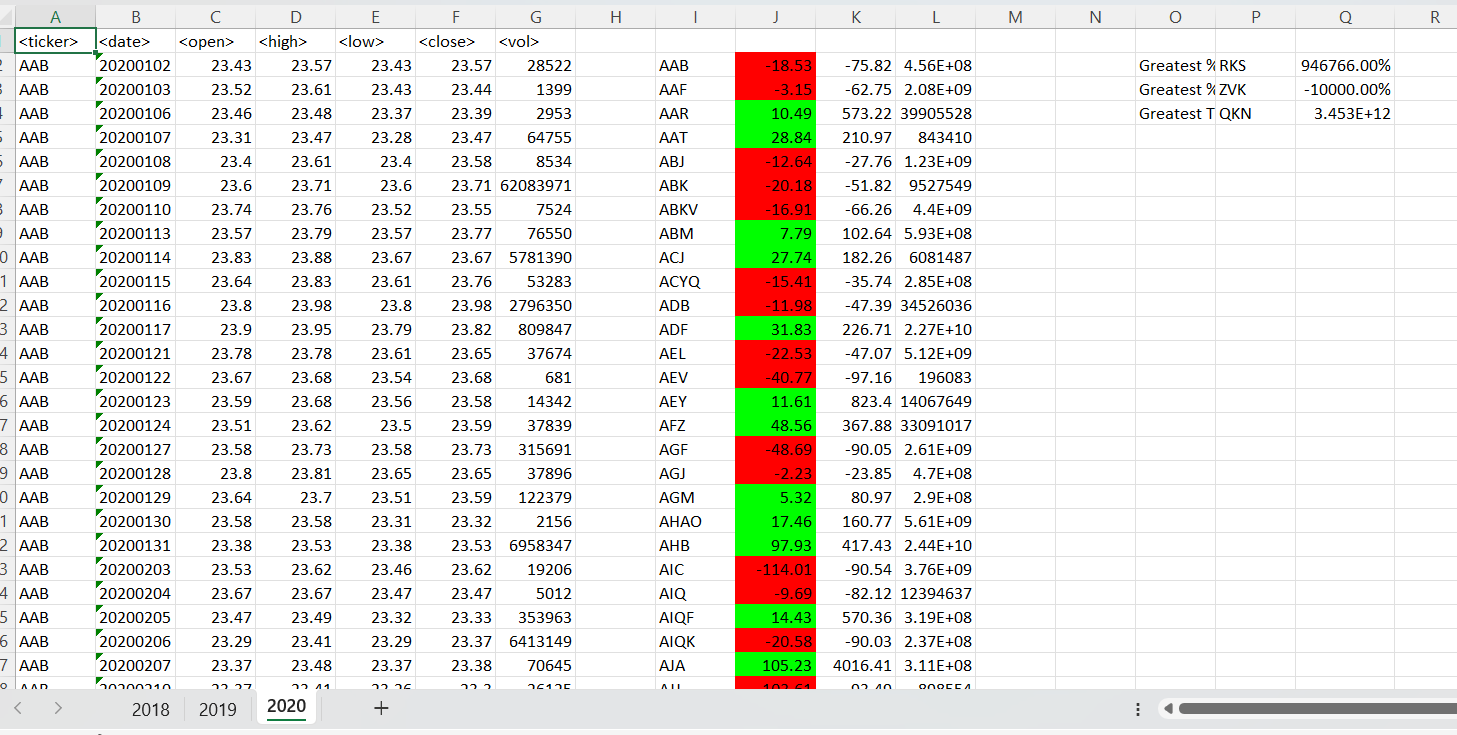 A B C D E F G H I J K L M N O P Q R
<ticker> <date> <open> <high> <low> <close> <vol>
AAB 20200102 23.43 23.57 23.43 23.57 28522 AAB -18.53 -75.82 4.56E+08 Greatest % RKS 946766.00%
AAB 20200103 23.52 23.61 23.43 23.44 1399 AAF -3.15 -62.75 2.08E+09 Greatest % ZVK -10000.00%
AAB 20200106 23.46 23.48 23.37 23.39 2953 AAR 10.49 573.22 39905528 Greatest T QKN 3.453E+12
AAB 20200107 23.31 23.47 23.28 23.47 64755 AAT 28.84 210.97 843410
AAB 20200108 23.4 23.61 23.4 23.58 8534 ABJ -12.64 -27.76 1.23E+09
AAB 20200109 23.6 23.71 23.6 23.71 62083971 ABK -20.18 -51.82 9527549
AAB 20200110 23.74 23.76 23.52 23.55 7524 ABKV -16.91 -66.26 4.4E+09
AAB 20200113 23.57 23.79 23.57 23.77 76550 ABM 7.79 102.64 5.93E+08
AAB 20200114 23.83 23.88 23.67 23.67 5781390 ACJ 27.74 182.26 6081487
AAB 20200115 23.64 23.83 23.61 23.76 53283 ACYQ -15.41 -35.74 2.85E+08
AAB 20200116 23.8 23.98 23.8 23.98 2796350 ADB -11.98 -47.39 34526036
AAB 20200117 23.9 23.95 23.79 23.82 809847 ADF 31.83 226.71 2.27E+10
AAB 20200121 23.78 23.78 23.61 23.65 37674 AEL -22.53 -47.07 5.12E+09
AAB 20200122 23.67 23.68 23.54 23.68 681 AEV -40.77 -97.16 196083
AAB 20200123 23.59 23.68 23.56 23.58 14342 AEY 11.61 823.4 14067649
AAB 20200124 23.51 23.62 23.5 23.59 37839 AFZ 48.56 367.88 33091017
AAB 20200127 23.58 23.73 23.58 23.73 315691 AGF -48.69 -90.05 2.61E+09
AAB 20200128 23.8 23.81 23.65 23.65 37896 AGJ -2.23 -23.85 4.7E+08
AAB 20200129 23.64 23.7 23.51 23.59 122379 AGM 5.32 80.97 2.9E+08
AAB 20200130 23.58 23.58 23.31 23.32 2156 AHAO 17.46 160.77 5.61E+09
AAB 20200131 23.38 23.53 23.38 23.53 6958347 AHB 97.93 417.43 2.44E+10
AAB 20200203 23.53 23.62 23.46 23.62 19206 AIC -114.01 -90.54 3.76E+09
AAB 20200204 23.67 23.67 23.47 23.47 5012 AIQ -9.69 -82.12 12394637
AAB 20200205 23.47 23.49 23.32 23.33 353963 AIQF 14.43 570.36 3.19E+08
AAB 20200206 23.29 23.41 23.29 23.37 6413149 AIQK -20.58 -90.03 2.37E+08
AAB 20200207 23.37 23.48 23.37 23.38 70645 AJA 105.23 4016.41 3.11E+08
2018 2019 2020